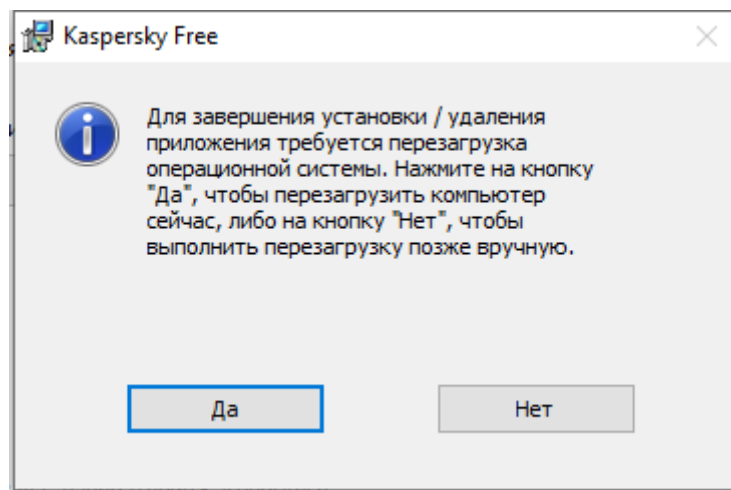 Kaspersky Free
Для завершения установки / удаления
приложения требуется перезагрузка
операционной системы. Нажмите на кнопку
"Да", чтобы перезагрузить компьютер
сейчас, либо на кнопку "Нет", чтобы
выполнить перезагрузку позже вручную.
Да
Нет